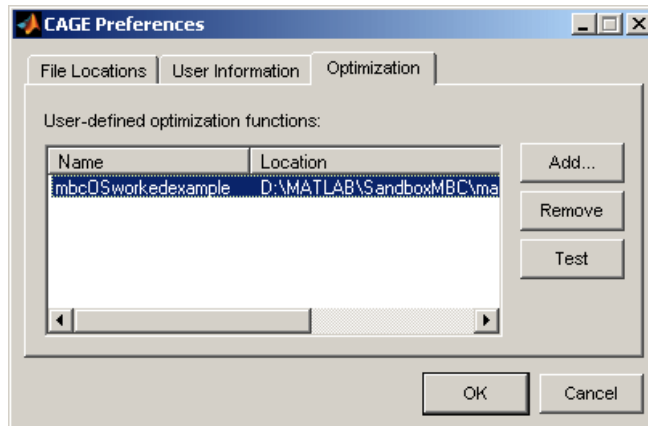 CAGE Preferences
File Locations User Information Optimization
User-defined optimization functions:
Name Location
mbcOSworkedexample D:\MATLAB\SandboxMBC\ma
Add...
Remove
Test
OK Cancel